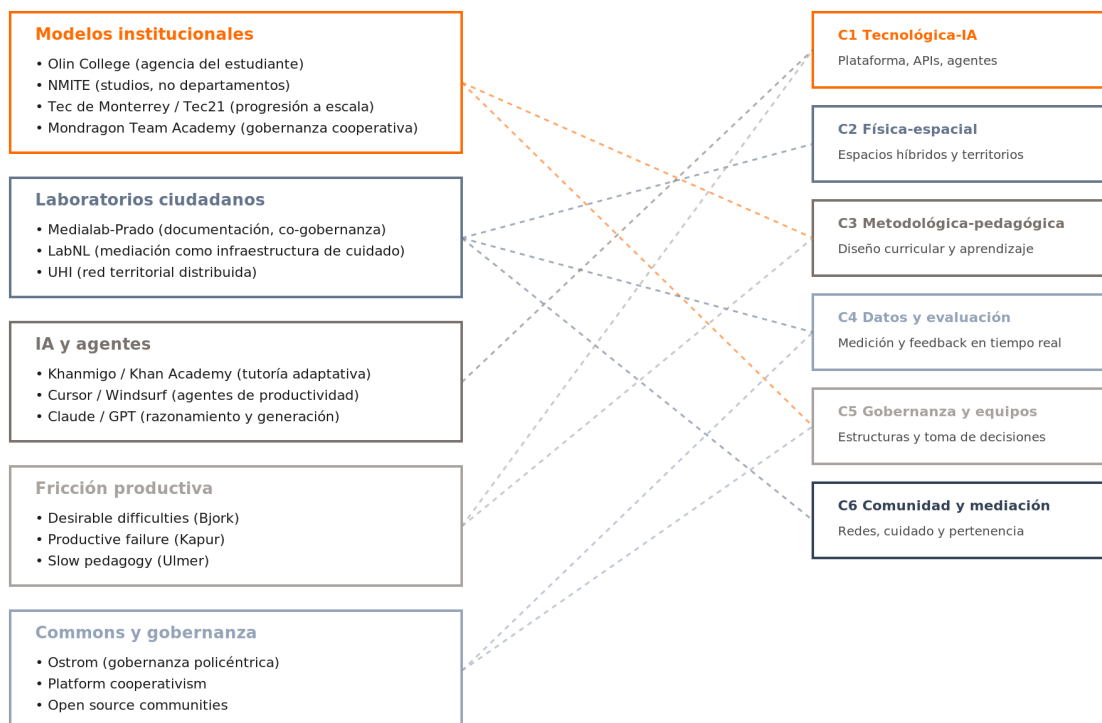 Modelos institucionales
• Olin College (agencia del estudiante)
• NMITE (studios, no departamentos)
• Tec de Monterrey / Tec21 (progresión a escala)
• Mondragon Team Academy (gobernanza cooperativa)
Laboratorios ciudadanos
• Medialab-Prado (documentación, co-gobernanza)
• LabNL (mediación como infraestructura de cuidado)
• UHI (red territorial distribuida)
IA y agentes
• Khanmigo / Khan Academy (tutoría adaptativa)
• Cursor / Windsurf (agentes de productividad)
• Claude / GPT (razonamiento y generación)
Fricción productiva
• Desirable difficulties (Bjork)
• Productive failure (Kapur)
• Slow pedagogy (Ulmer)
Commons y gobernanza
• Ostrom (gobernanza policéntrica)
• Platform cooperativism
• Open source communities
C1 Tecnológica-IA
Plataforma, APIs, agentes
C2 Física-espacial
Espacios híbridos y territorios
C3 Metodológica-pedagógica
Diseño curricular y aprendizaje
C4 Datos y evaluación
Medición y feedback en tiempo real
C5 Gobernanza y equipos
Estructuras y toma de decisiones
C6 Comunidad y mediación
Redes, cuidado y pertenencia